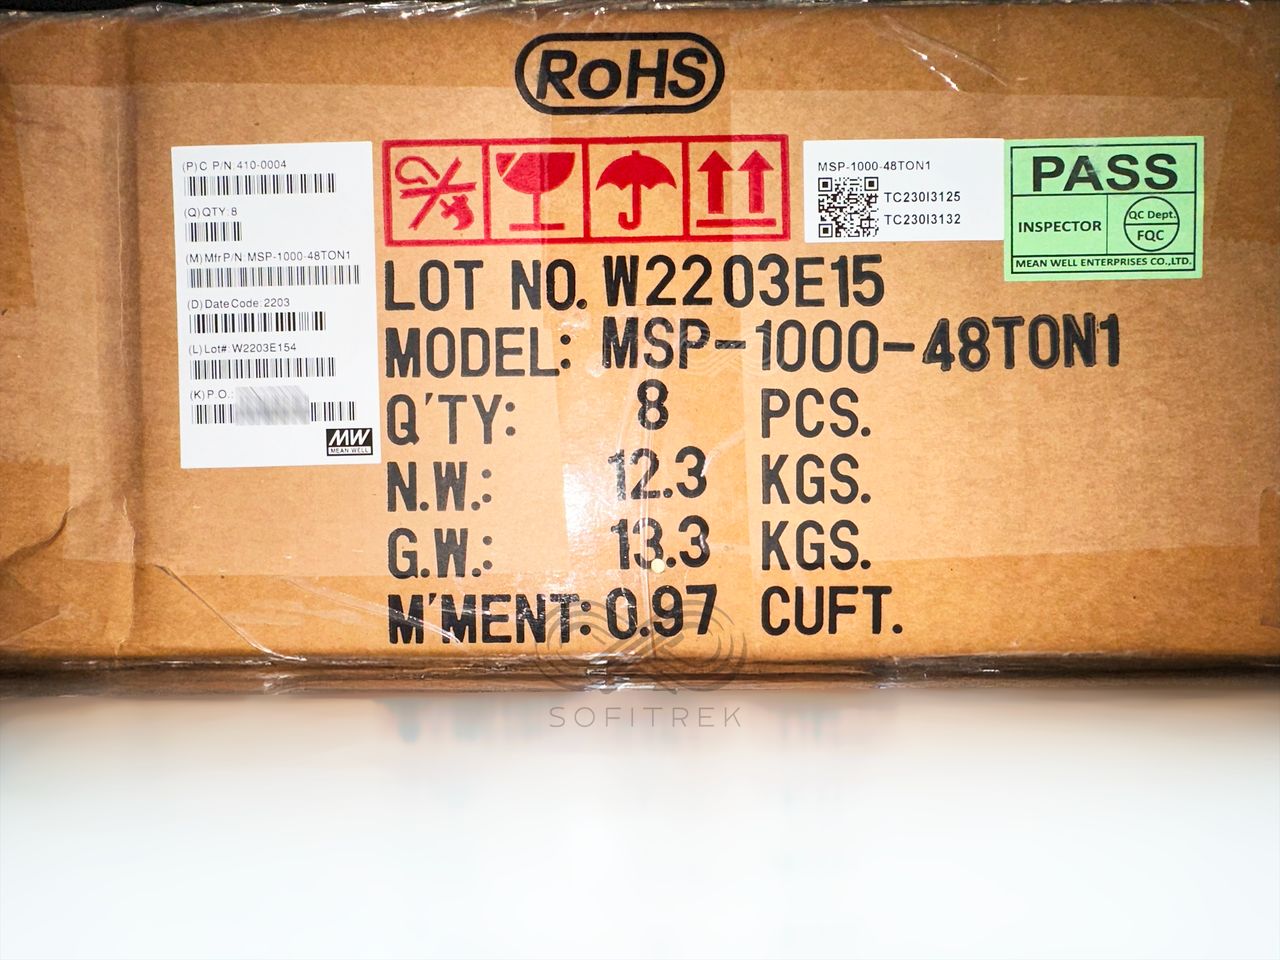 RoHS
(P)C P/N:410-0004
(Q)QTY:8
(M)Mfr P/N:MSP-1000-48TON1
(D)Date Code:2203
(L)Lot#:W2203E154
(K)P.O.:
MW
MEAN WELL
MSP-1000-48TON1
TC230I3125
TC230I3132
PASS
INSPECTOR
QC Dept.
FQC
MEAN WELL ENTERPRISES CO.,LTD.
LOT NO. W2203E15
MODEL: MSP-1000-48TON1
Q'TY: 8 PCS.
N.W.: 12.3 KGS.
G.W.: 13.3 KGS.
M'MENT: 0.97 CUFT.
SOFITREK